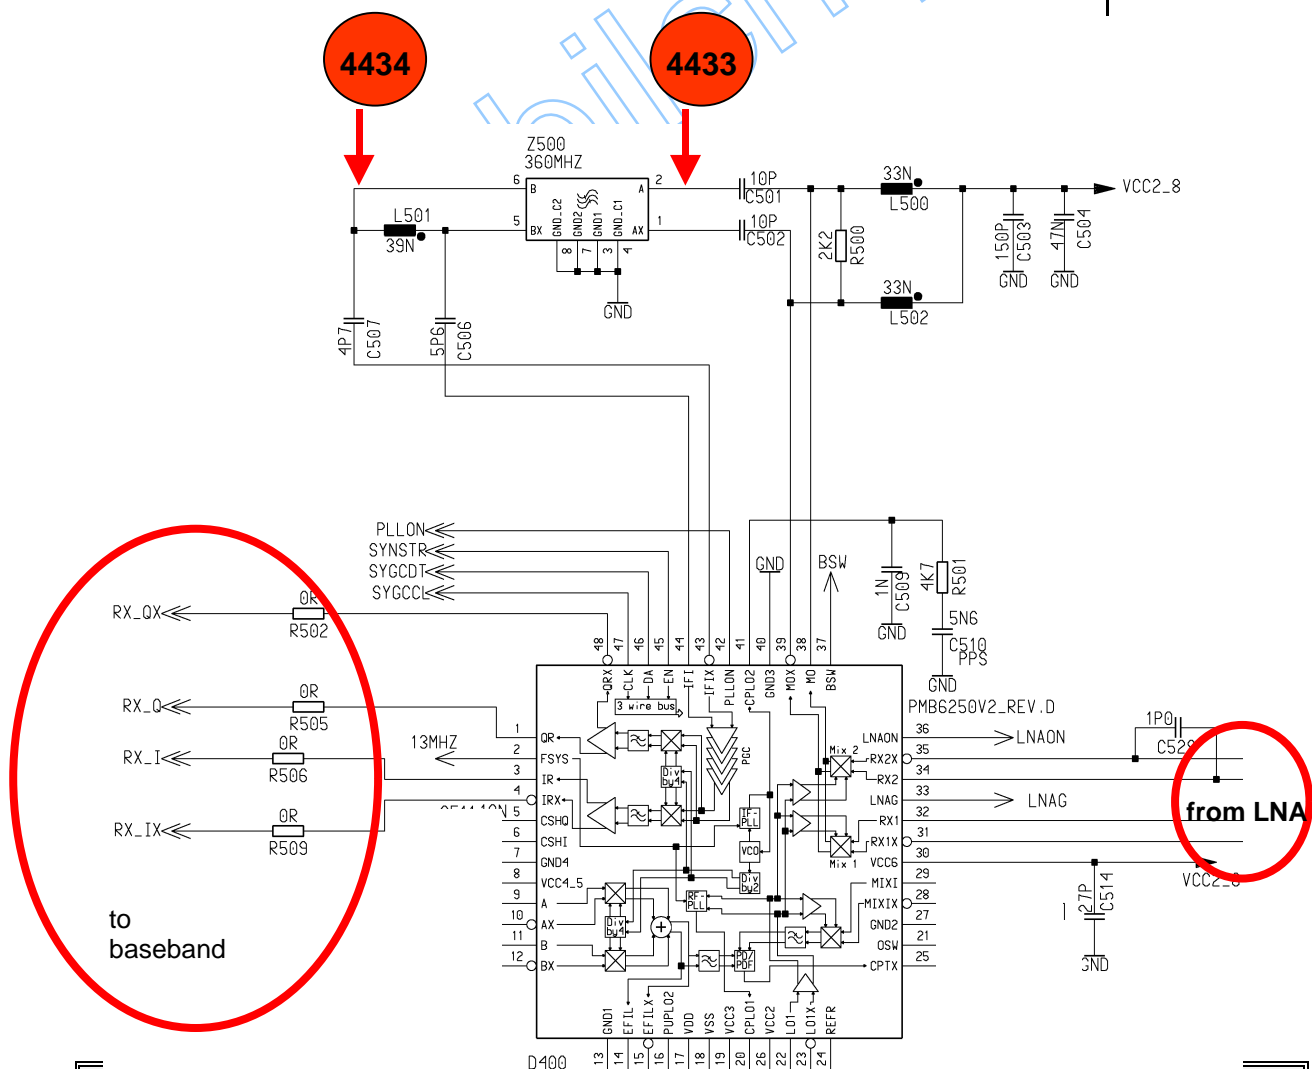 4434
4433
Z500
360MHZ
6
B
A
2
5
BX
AX
1
GND_C2
GND2
GND1
GND_C1
8
7
3
4
GND
L501
39N
10P
C501
10P
C502
33N
L500
2K2
R500
33N
L502
150P
C503
GND
47N
C504
GND
VCC2_8
4P7
C507
5P6
C506
PLLON
SYNSTR
SYGCDT
SYGCCL
GND
BSW
1N
C509
GND
4K7
R501
5N6
C510
PPS
GND
RX_QX
0R
R502
RX_Q
0R
R505
RX_I
0R
R506
RX_IX
0R
R509
13MHZ
to
baseband
48
47
46
45
44
43
42
41
40
39
38
37
QRX
CLK
DA
EN
IFI
IFIX
PLLON
CPLO2
GND3
MOX
MO
BSW
3 wire bus
PMB6250V2_REV.D
1 QR
2 FSYS
3 IR
4 IRX
5 CSHQ
6 CSHI
7 GND4
8 VCC4_5
9 A
10 AX
11 B
12 BX
PGC
Div
by4
IF-
PLL
VCO
Div
by2
RF-
PLL
Div
by4
PD/
PDF
Mix 2
Mix 1
LNAON 36
RX2X 35
RX2 34
LNAG 33
RX1 32
RX1X 31
VCC6 30
MIXI 29
MIXIX 28
GND2 27
OSW 21
CPTX 25
LNAON
LNAG
1P0
from LNA
27P
C514
GND
GND1
EFIL
EFILX
PUPLO2
VDD
VSS
VCC3
CPLO1
VCC2
LO1
LO1X
REFR
13
14
15
16
17
18
19
20
26
22
23
24
D400